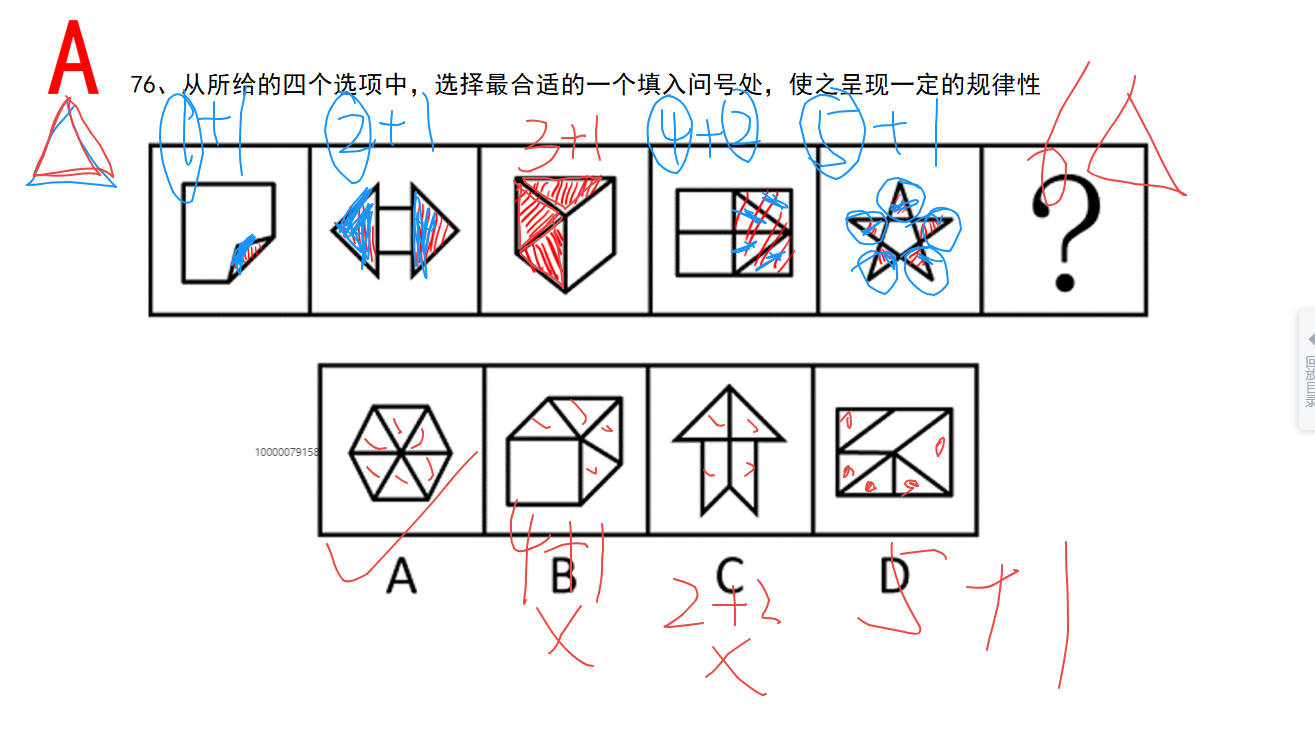 A
76、从所给的四个选项中，选择最合适的一个填入问号处，使之呈现一定的规律性
1+1 2+1 3+1 4+2 5+1 6△
?
10000079158
A B C D
4+1 2+2 5+1
X X
回放目录